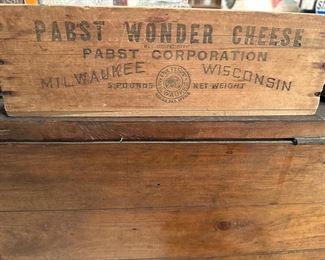 PABST WONDER CHEESE
PABST CORPORATION
MILWAUKEE WISCONSIN
5 POUNDS NET WEIGHT